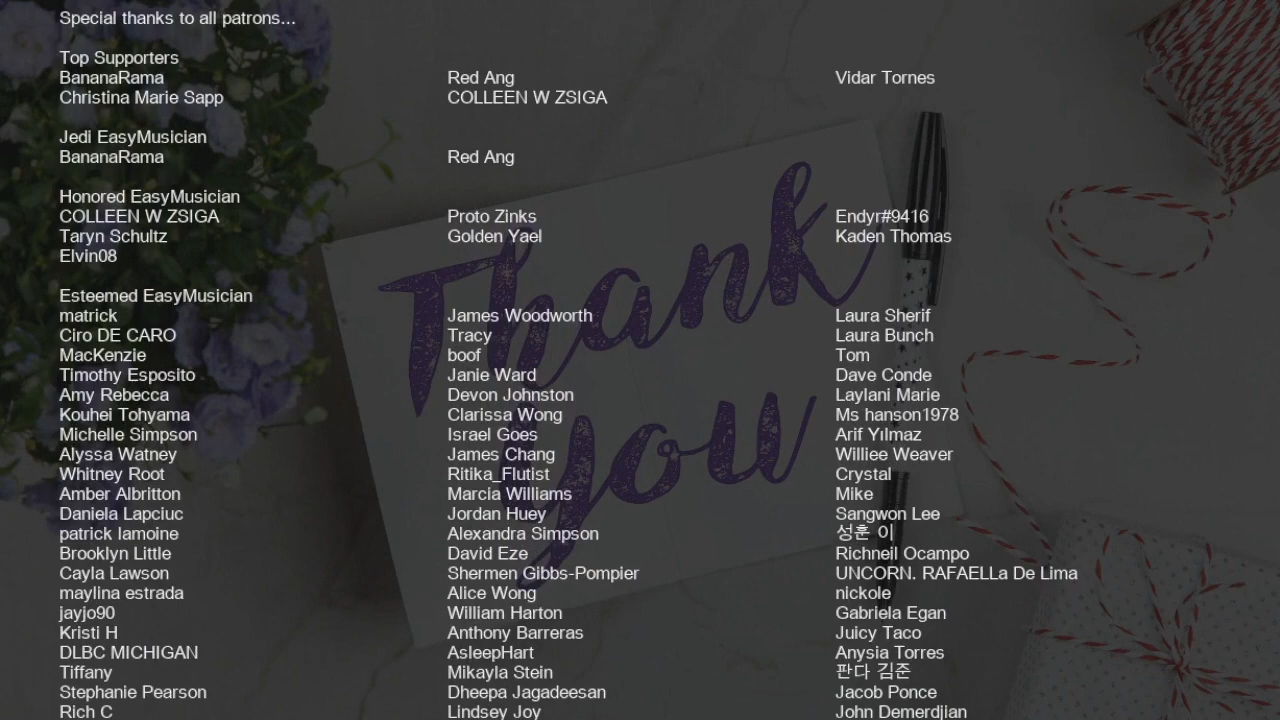 Special thanks to all patrons...
Top Supporters
BananaRama Red Ang Vidar Tornes
Christina Marie Sapp COLLEEN W ZSIGA
Jedi EasyMusician
BananaRama Red Ang
Honored EasyMusician
COLLEEN W ZSIGA Proto Zinks Endyr#9416
Taryn Schultz Golden Yael Kaden Thomas
Elvin08
Esteemed EasyMusician
matrick James Woodworth Laura Sherif
Ciro DE CARO Tracy Laura Bunch
MacKenzie boof Tom
Timothy Esposito Janie Ward Dave Conde
Amy Rebecca Devon Johnston Laylani Marie
Kouhei Tohyama Clarissa Wong Ms hanson1978
Michelle Simpson Israel Goes Arif Yılmaz
Alyssa Watney James Chang Williee Weaver
Whitney Root Ritika_Flutist Crystal
Amber Albritton Marcia Williams Mike
Daniela Lapciuc Jordan Huey Sangwon Lee
patrick lamoine Alexandra Simpson 성훈 이
Brooklyn Little David Eze Richneil Ocampo
Cayla Lawson Shermen Gibbs-Pompier UNCORN. RAFAELLa De Lima
maylina estrada Alice Wong nickole
jayjo90 William Harton Gabriela Egan
Kristi H Anthony Barreras Juicy Taco
DLBC MICHIGAN AsleepHart Anysia Torres
Tiffany Mikayla Stein 판다 김준
Stephanie Pearson Dheepa Jagadeesan Jacob Ponce
Rich C Lindsey Joy John Demerdjian
Thank
you